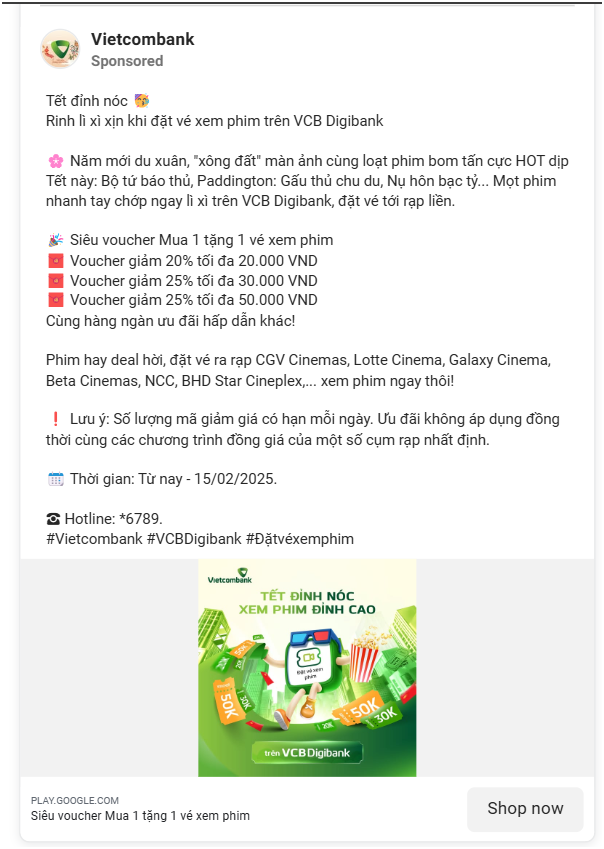 Vietcombank
Sponsored
Tết đỉnh nóc 🥳
Rinh lì xì xịn khi đặt vé xem phim trên VCB Digibank
🌸 Năm mới du xuân, "xông đất" màn ảnh cùng loạt phim bom tấn cực HOT dịp
Tết này: Bộ tứ báo thủ, Paddington: Gấu thủ chu du, Nụ hôn bạc tỷ... Mọt phim
nhanh tay chớp ngay lì xì trên VCB Digibank, đặt vé tới rạp liền.
🎉 Siêu voucher Mua 1 tặng 1 vé xem phim
🧧 Voucher giảm 20% tối đa 20.000 VND
🧧 Voucher giảm 25% tối đa 30.000 VND
🧧 Voucher giảm 25% tối đa 50.000 VND
Cùng hàng ngàn ưu đãi hấp dẫn khác!
Phim hay deal hời, đặt vé ra rạp CGV Cinemas, Lotte Cinema, Galaxy Cinema,
Beta Cinemas, NCC, BHD Star Cineplex,... xem phim ngay thôi!
❗ Lưu ý: Số lượng mã giảm giá có hạn mỗi ngày. Ưu đãi không áp dụng đồng
thời cùng các chương trình đồng giá của một số cụm rạp nhất định.
📅 Thời gian: Từ nay - 15/02/2025.
☎ Hotline: *6789.
#Vietcombank #VCBDigibank #Đặtvéxemphim
Vietcombank
TẾT ĐỈNH NÓC
XEM PHIM ĐỈNH CAO
Đặt vé xem
phim
50K
20K
30K
50K
30K
trên VCBDigibank
PLAY.GOOGLE.COM
Siêu voucher Mua 1 tặng 1 vé xem phim
Shop now